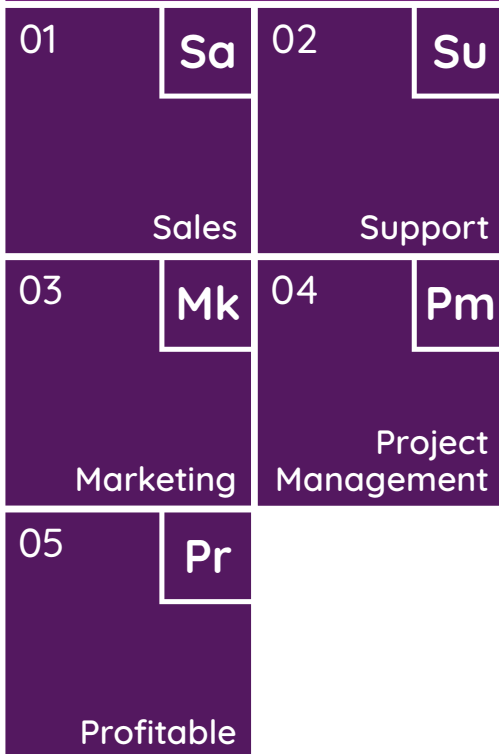 01
Sa
Sales
02
Su
Support
03
Mk
Marketing
04
Pm
Project
Management
05
Pr
Profitable